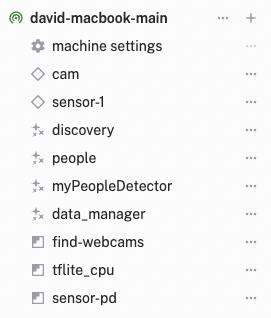 david-macbook-main
machine settings
cam
sensor-1
discovery
people
myPeopleDetector
data_manager
find-webcams
tflite_cpu
sensor-pd